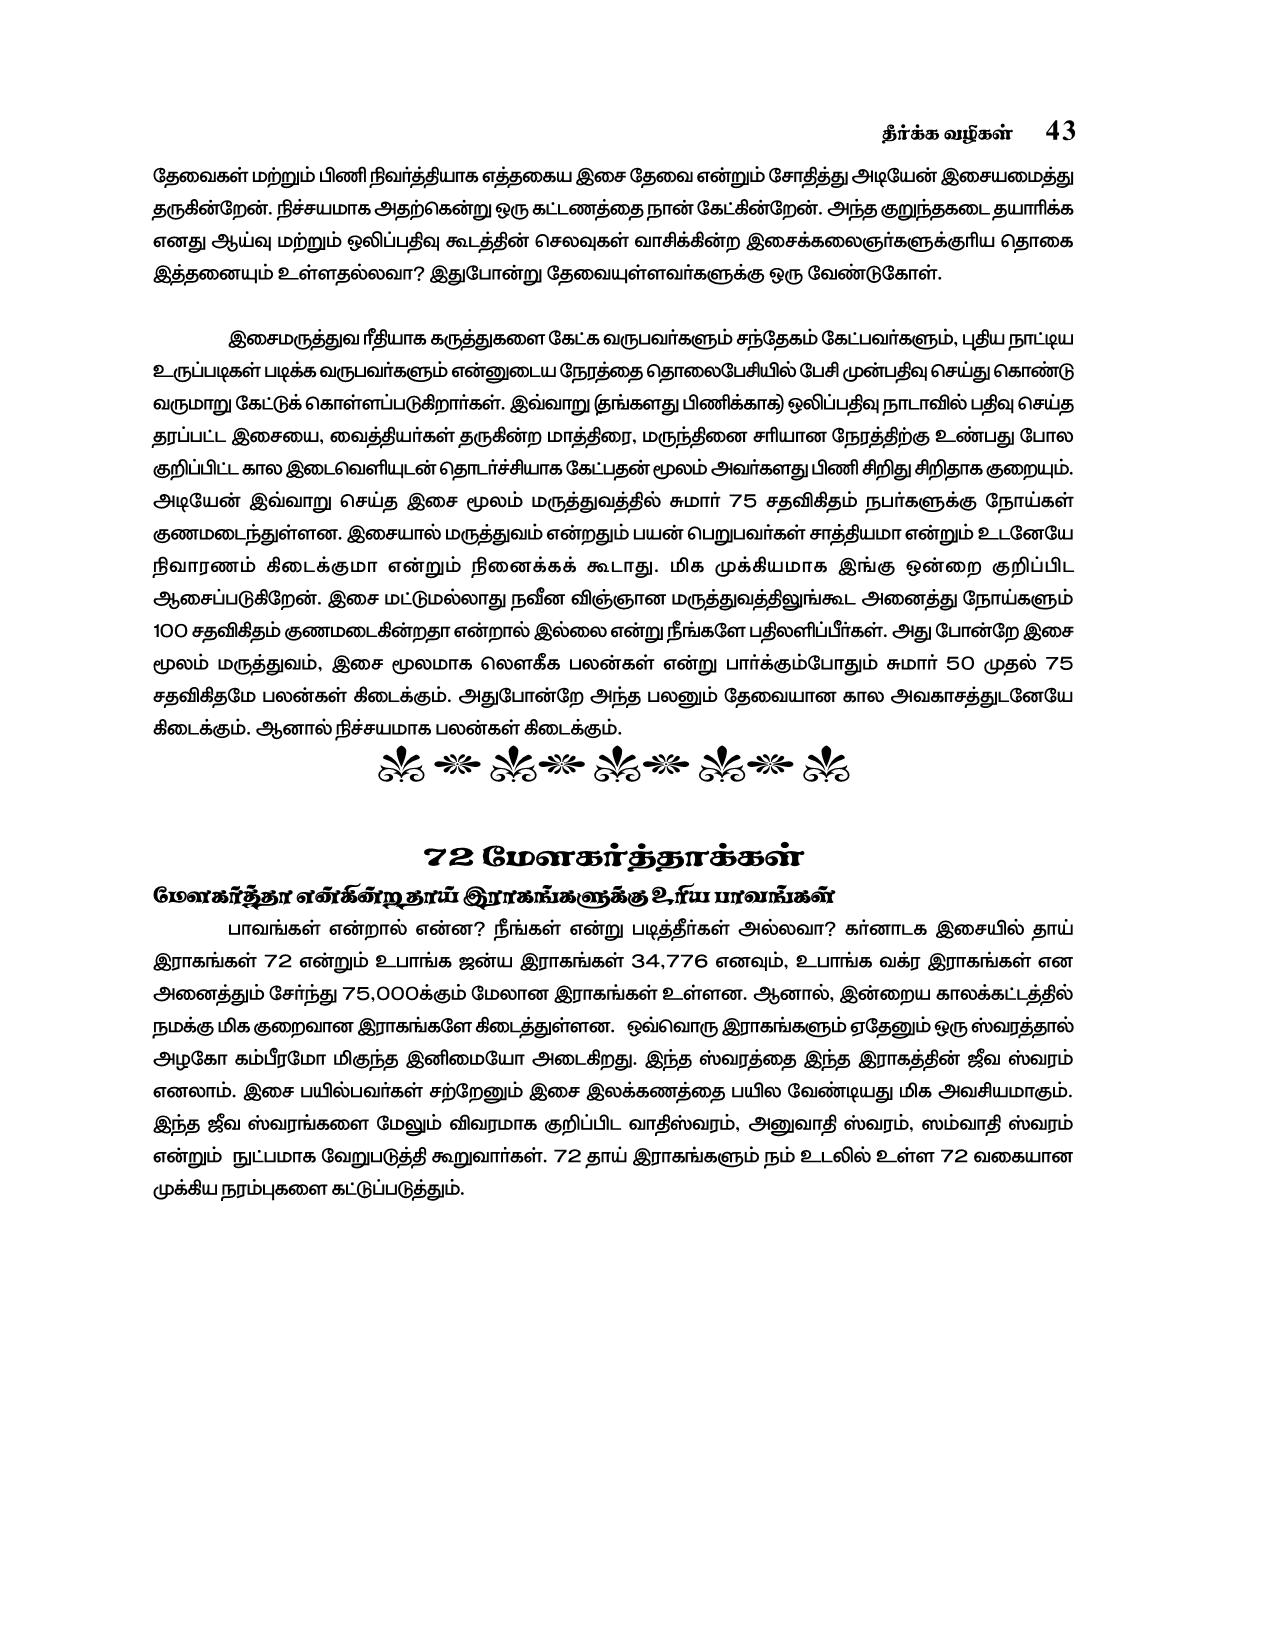 தீர்க்க வழிகள் 43
தேவைகள் மற்றும் பிணி நிவர்த்தியாக எத்தகைய இசை தேவை என்றும் சோதித்து அடியேன் இசையமைத்து
தருகின்றேன். நிச்சயமாக அதற்கென்று ஒரு கட்டணத்தை நான் கேட்கின்றேன். அந்த குறுந்தகடை தயாரிக்க
எனது ஆய்வு மற்றும் ஒலிப்பதிவு கூடத்தின் செலவுகள் வாசிக்கின்ற இசைக்கலைஞர்களுக்குரிய தொகை
இத்தனையும் உள்ளதல்லவா? இதுபோன்று தேவையுள்ளவர்களுக்கு ஒரு வேண்டுகோள்.
இசைமருத்துவ ரீதியாக கருத்துகளை கேட்க வருபவர்களும் சந்தேகம் கேட்பவர்களும், புதிய நாட்டிய
உருப்படிகள் படிக்க வருபவர்களும் என்னுடைய நேரத்தை தொலைபேசியில் பேசி முன்பதிவு செய்து கொண்டு
வருமாறு கேட்டுக் கொள்ளப்படுகிறார்கள். இவ்வாறு (தங்களது பிணிக்காக) ஒலிப்பதிவு நாடாவில் பதிவு செய்த
தரப்பட்ட இசையை, வைத்தியர்கள் தருகின்ற மாத்திரை, மருந்தினை சரியான நேரத்திற்கு உண்பது போல
குறிப்பிட்ட கால இடைவெளியுடன் தொடர்ச்சியாக கேட்பதன் மூலம் அவர்களது பிணி சிறிது சிறிதாக குறையும்.
அடியேன் இவ்வாறு செய்த இசை மூலம் மருத்துவத்தில் சுமார் 75 சதவிகிதம் நபர்களுக்கு நோய்கள்
குணமடைந்துள்ளன. இசையால் மருத்துவம் என்றதும் பயன் பெறுபவர்கள் சாத்தியமா என்றும் உடனேயே
நிவாரணம் கிடைக்குமா என்றும் நினைக்கக் கூடாது. மிக முக்கியமாக இங்கு ஒன்றை குறிப்பிட
ஆசைப்படுகிறேன். இசை மட்டுமல்லாது நவீன விஞ்ஞான மருத்துவத்திலுங்கூட அனைத்து நோய்களும்
100 சதவிகிதம் குணமடைகின்றதா என்றால் இல்லை என்று நீங்களே பதிலளிப்பீர்கள். அது போன்றே இசை
மூலம் மருத்துவம், இசை மூலமாக லௌகீக பலன்கள் என்று பார்க்கும்போதும் சுமார் 50 முதல் 75
சதவிகிதமே பலன்கள் கிடைக்கும். அதுபோன்றே அந்த பலனும் தேவையான கால அவகாசத்துடனேயே
கிடைக்கும். ஆனால் நிச்சயமாக பலன்கள் கிடைக்கும்.
72 மேளகர்த்தாக்கள்
மேளகர்த்தா என்கின்ற தாய் இராகங்களுக்கு உரிய பாவங்கள்
பாவங்கள் என்றால் என்ன? நீங்கள் என்று படித்தீர்கள் அல்லவா? கர்னாடக இசையில் தாய்
இராகங்கள் 72 என்றும் உபாங்க ஜன்ய இராகங்கள் 34,776 எனவும், உபாங்க வக்ர இராகங்கள் என
அனைத்தும் சேர்ந்து 75,000க்கும் மேலான இராகங்கள் உள்ளன. ஆனால், இன்றைய காலக்கட்டத்தில்
நமக்கு மிக குறைவான இராகங்களே கிடைத்துள்ளன. ஒவ்வொரு இராகங்களும் ஏதேனும் ஒரு ஸ்வரத்தால்
அழகோ கம்பீரமோ மிகுந்த இனிமையோ அடைகிறது. இந்த ஸ்வரத்தை இந்த இராகத்தின் ஜீவ ஸ்வரம்
எனலாம். இசை பயில்பவர்கள் சற்றேனும் இசை இலக்கணத்தை பயில வேண்டியது மிக அவசியமாகும்.
இந்த ஜீவ ஸ்வரங்களை மேலும் விவரமாக குறிப்பிட வாதிஸ்வரம், அனுவாதி ஸ்வரம், ஸம்வாதி ஸ்வரம்
என்றும் நுட்பமாக வேறுபடுத்தி கூறுவார்கள். 72 தாய் இராகங்களும் நம் உடலில் உள்ள 72 வகையான
முக்கிய நரம்புகளை கட்டுப்படுத்தும்.